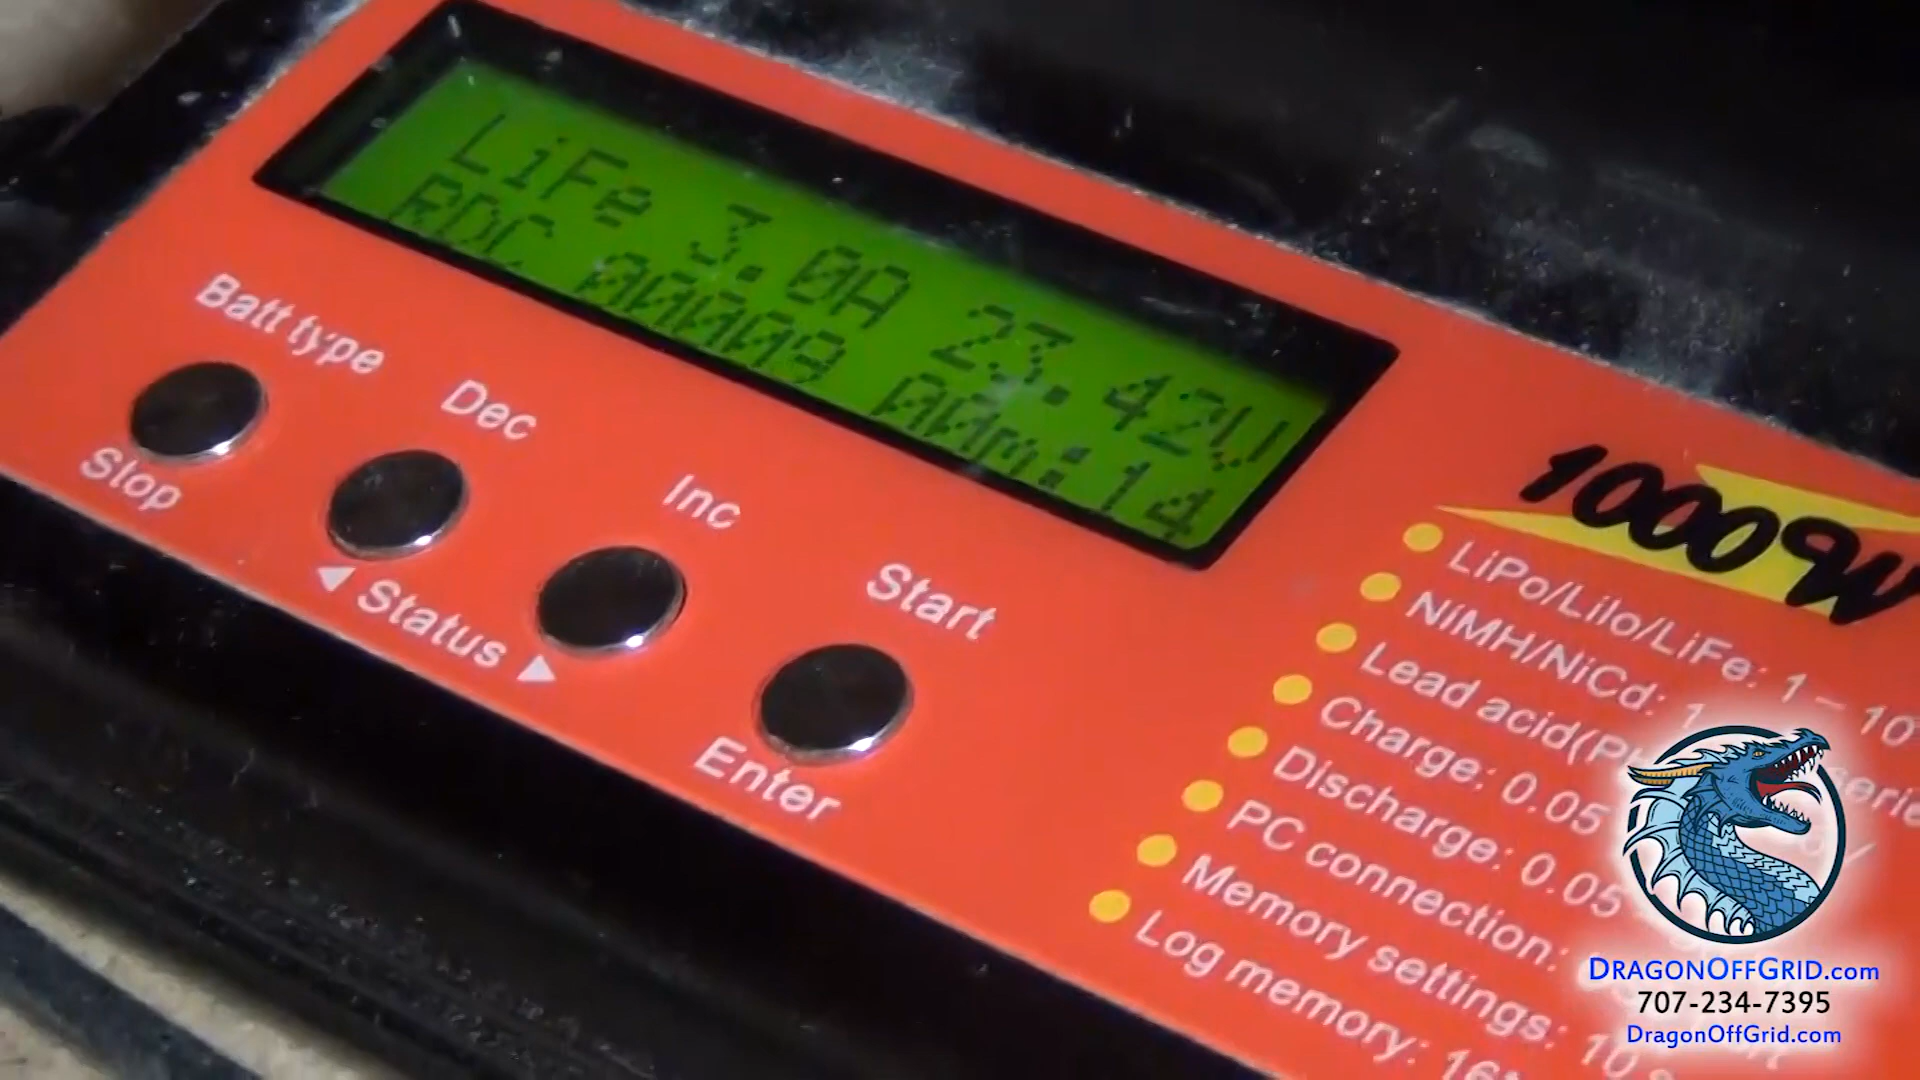 LiFe 3.0A 23.42V
RDC 00009 00m:14
Batt type
Dec
Inc
Start
Stop
◀ Status ▶
Enter
1000W
LiPo/LiIo/LiFe: 1 – 10
NiMH/NiCd: 1
Lead acid(
Charge: 0.05
Discharge: 0.05
PC connection:
Memory settings: 10
Log memory: 16
DRAGONOFFGRID.com
707-234-7395
DragonOffGrid.com